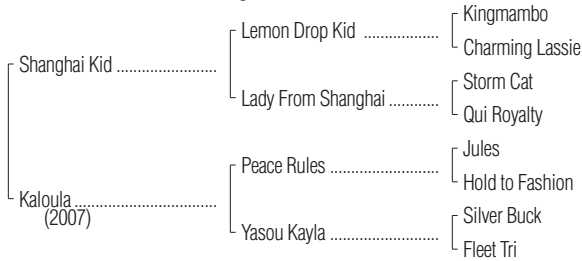 Kingmambo
Lemon Drop Kid ..................
Charming Lassie
Shanghai Kid ........................
Storm Cat
Lady From Shanghai ............
Qui Royalty
Jules
Peace Rules ..........................
Hold to Fashion
Kaloula ..................................
(2007)
Silver Buck
Yasou Kayla ..........................
Fleet Tri